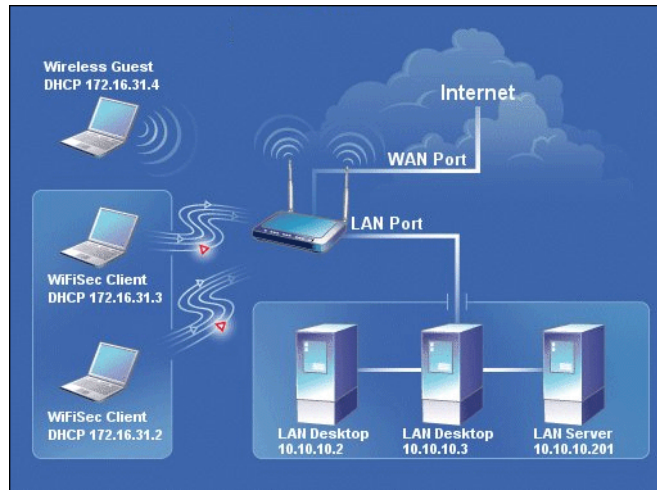 Wireless Guest
DHCP 172.16.31.4
Internet
WAN Port
LAN Port
WiFiSec Client
DHCP 172.16.31.3
WiFiSec Client
DHCP 172.16.31.2
LAN Desktop
10.10.10.2
LAN Desktop
10.10.10.3
LAN Server
10.10.10.201